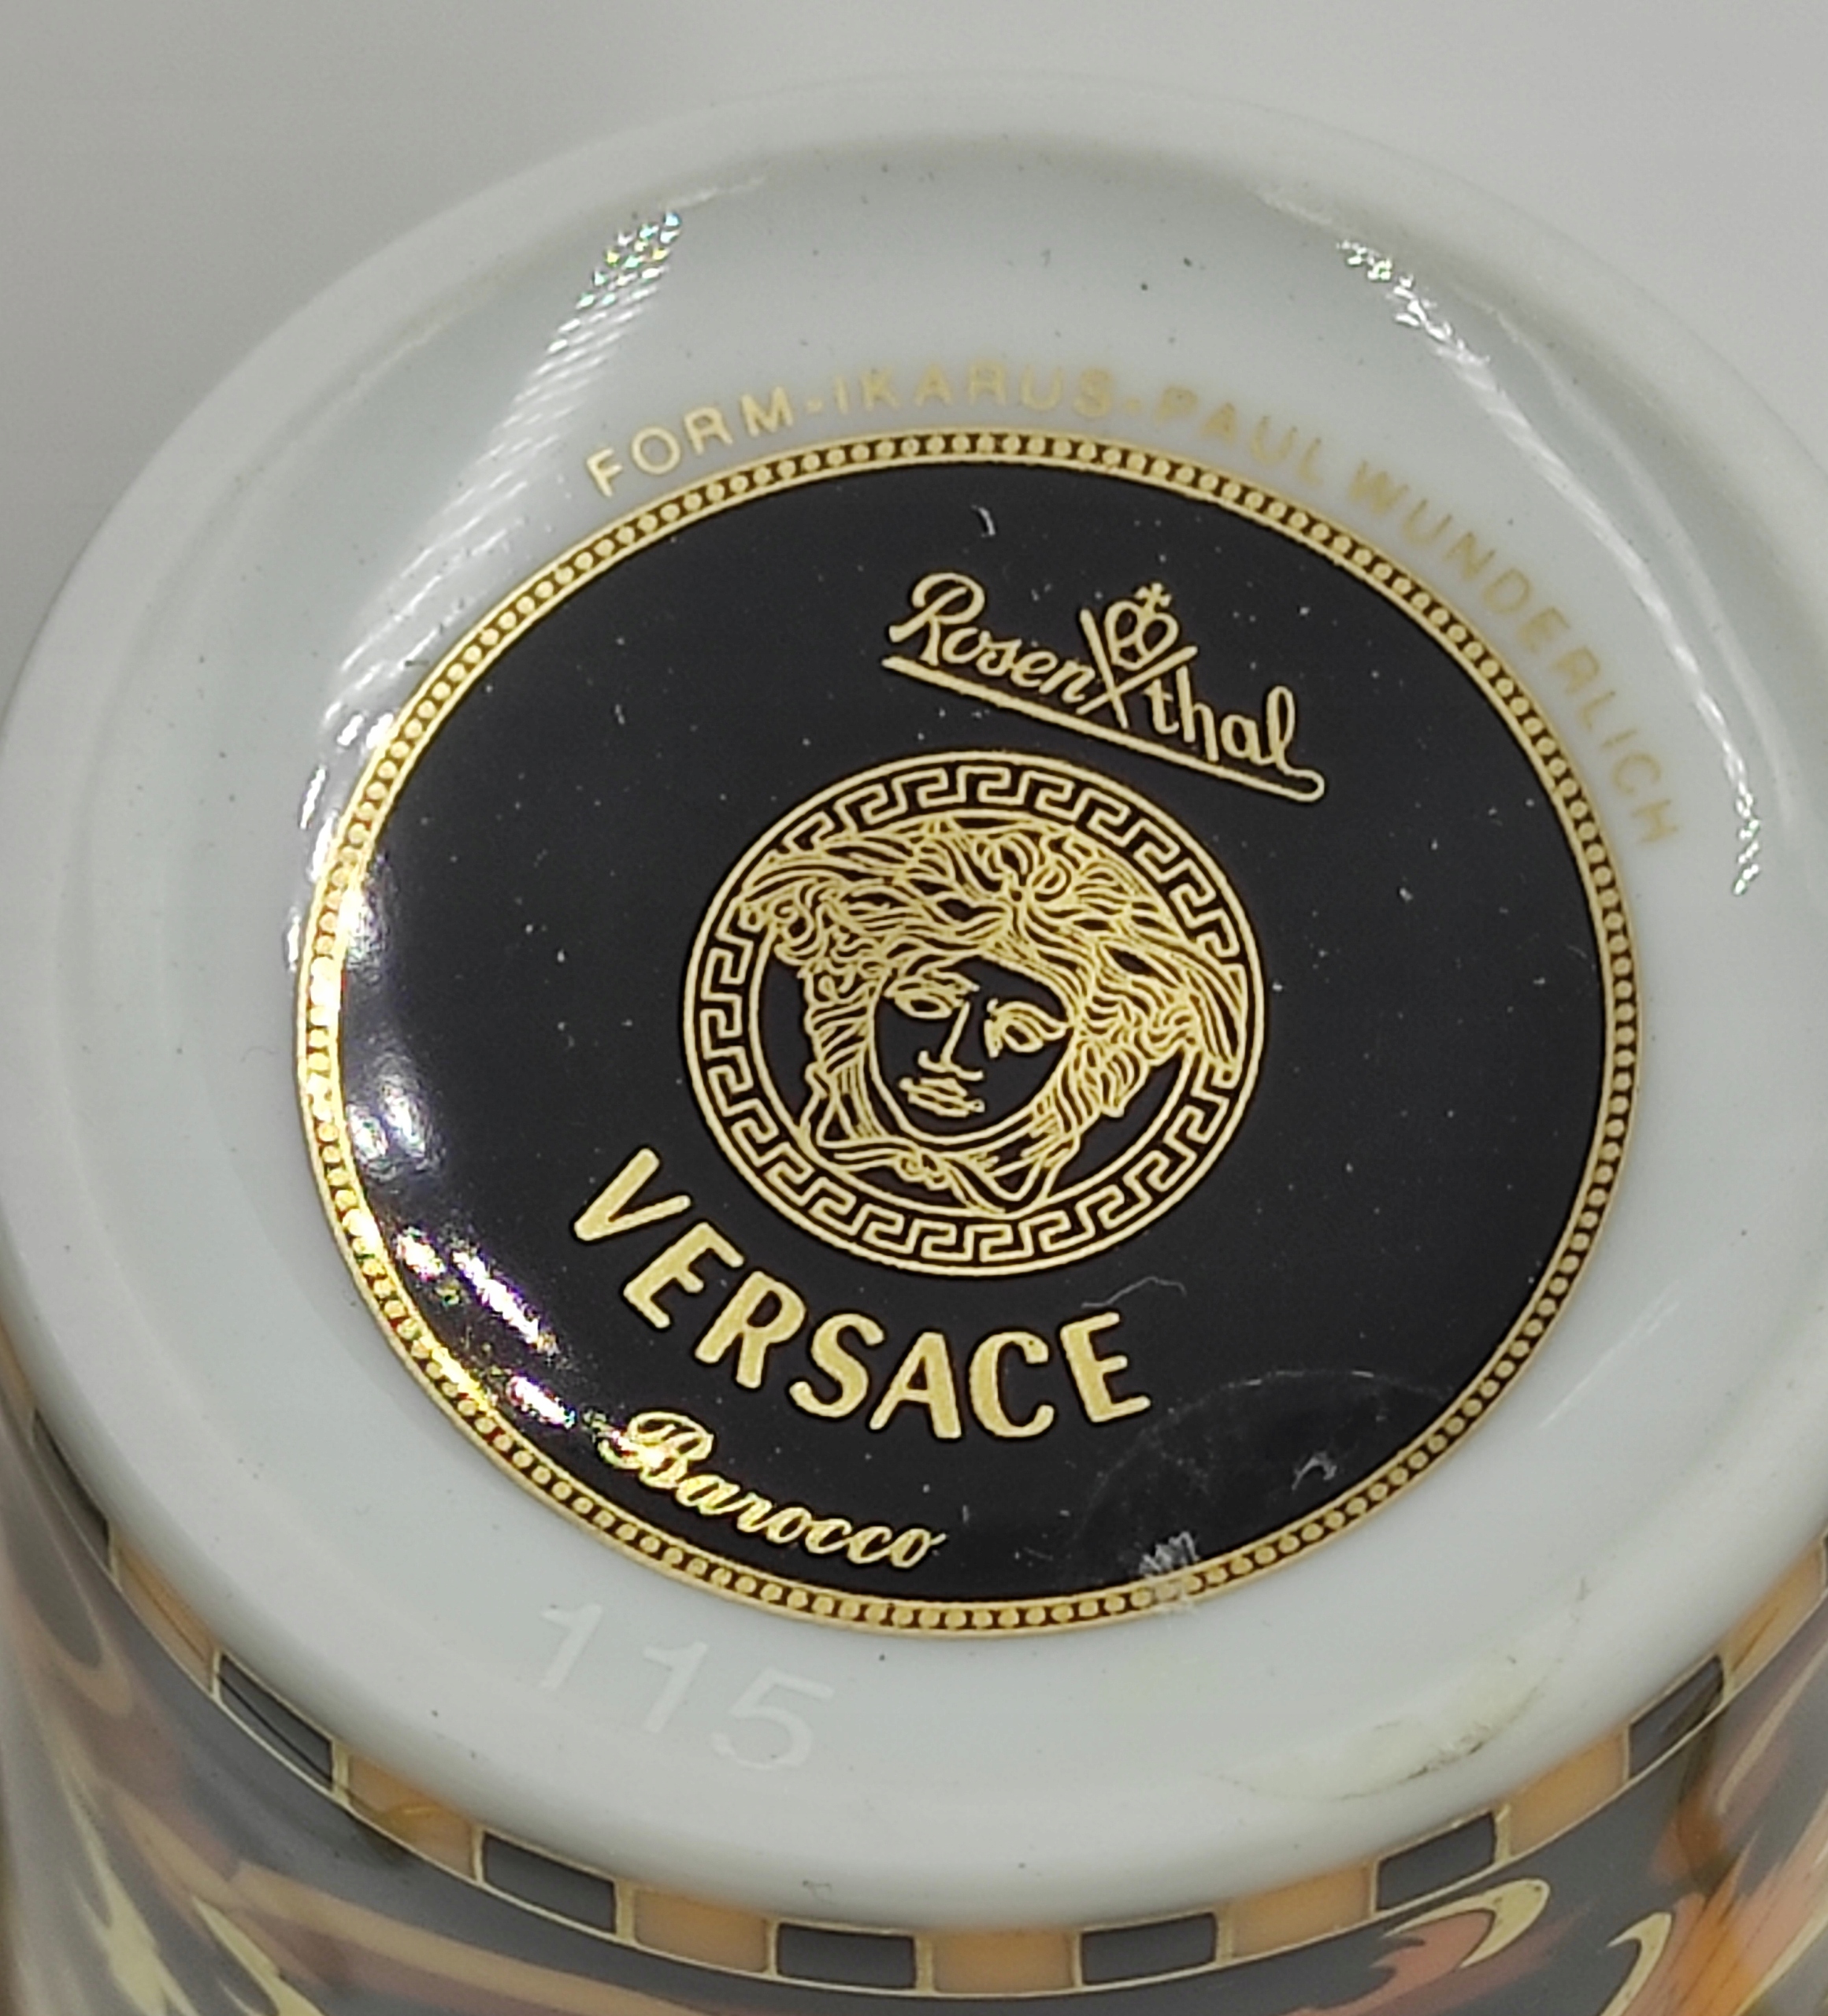 FORM-IKARUS-PAUL WUNDERLICH
Rosenthal
VERSACE
Barocco
115